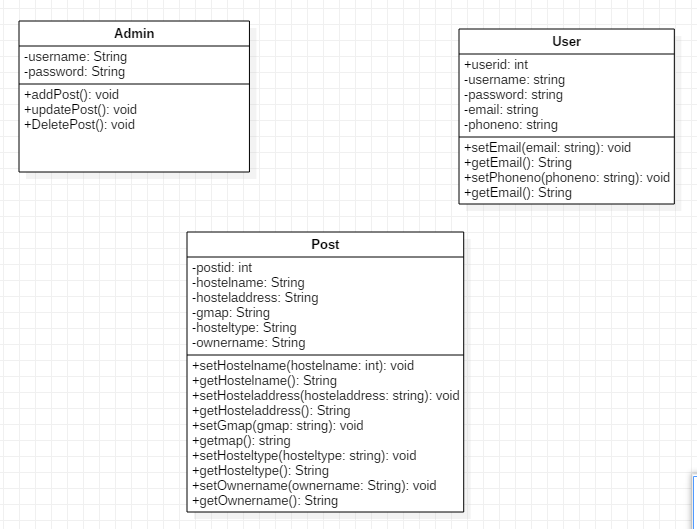 Admin
-username: String
-password: String
+addPost(): void
+updatePost(): void
+DeletePost(): void
User
+userid: int
-username: string
-password: string
-email: string
-phoneno: string
+setEmail(email: string): void
+getEmail(): String
+setPhoneno(phoneno: string): void
+getEmail(): String
Post
-postid: int
-hostelname: String
-hosteladdress: String
-gmap: String
-hosteltype: String
-ownername: String
+setHostelname(hostelname: int): void
+getHostelname(): String
+setHosteladdress(hosteladdress: string): void
+getHosteladdress(): String
+setGmap(gmap: string): void
+getmap(): string
+setHosteltype(hosteltype: string): void
+getHosteltype(): String
+setOwnername(ownername: String): void
+getOwnername(): String